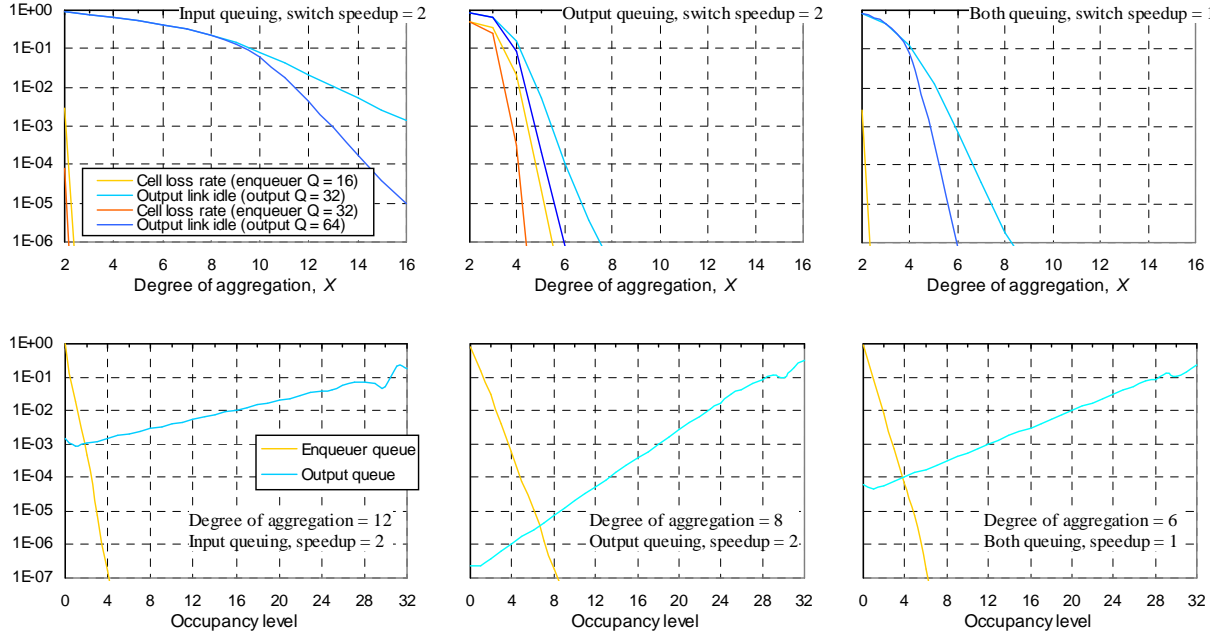 Input queuing, switch speedup = 2
1E+00
1E-01
1E-02
1E-03
1E-04
1E-05
1E-06
Cell loss rate (enqueuer Q = 16)
Output link idle (output Q = 32)
Cell loss rate (enqueuer Q = 32)
Output link idle (output Q = 64)
2 4 6 8 10 12 14 16
Degree of aggregation, X
Output queuing, switch speedup = 2
2 4 6 8 10 12 14 16
Degree of aggregation, X
Both queuing, switch speedup = 1
2 4 6 8 10 12 14 16
Degree of aggregation, X
1E+00
1E-01
1E-02
1E-03
1E-04
1E-05
1E-06
1E-07
Enqueuer queue
Output queue
Degree of aggregation = 12
Input queuing, speedup = 2
0 4 8 12 16 20 24 28 32
Occupancy level
Degree of aggregation = 8
Output queuing, speedup = 2
0 4 8 12 16 20 24 28 32
Occupancy level
Degree of aggregation = 6
Both queuing, speedup = 1
0 4 8 12 16 20 24 28 32
Occupancy level